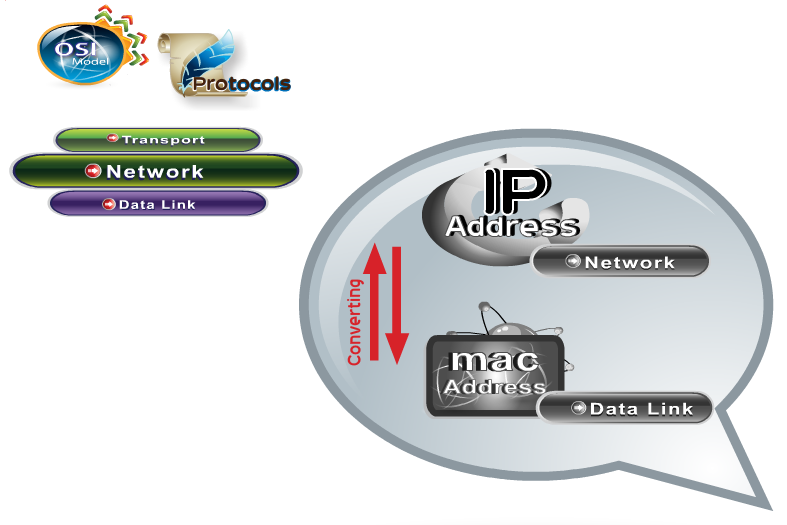 OSI
Model
Protocols
Transport
Network
Data Link
IP
Address
Network
Converting
mac
Address
Data Link